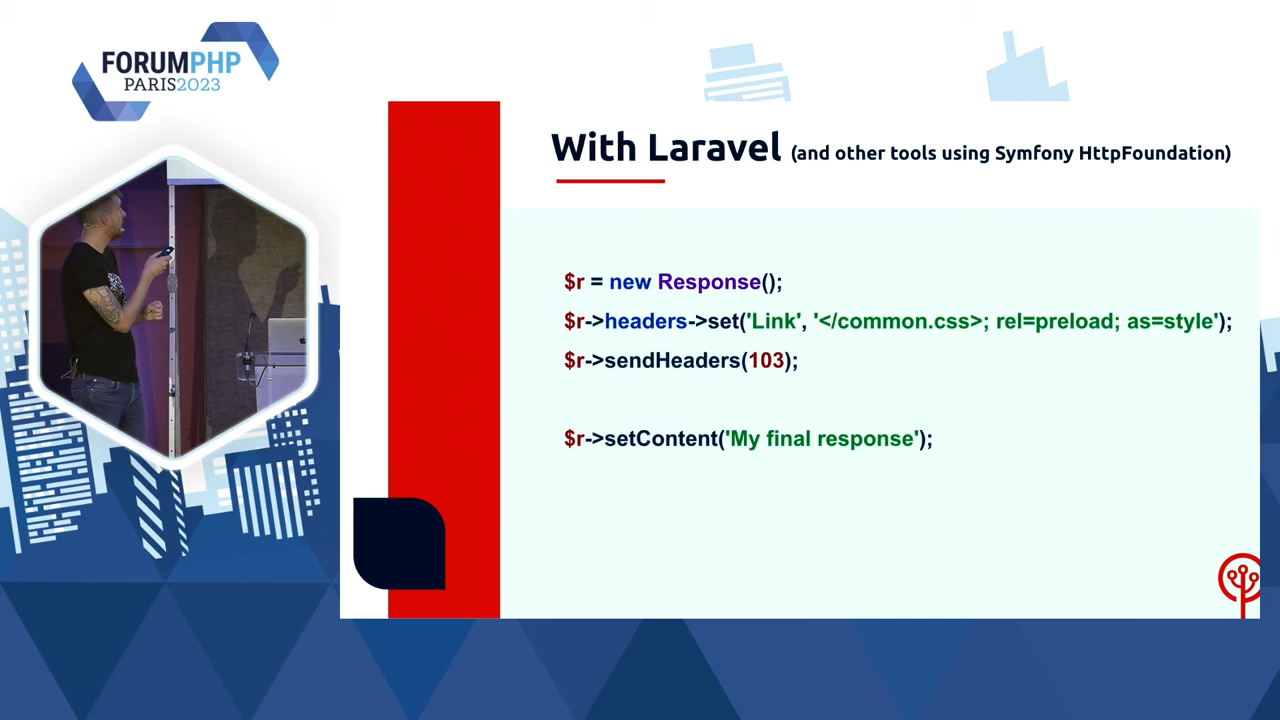 FORUMPHP
PARIS2023
With Laravel (and other tools using Symfony HttpFoundation)
$r = new Response();
$r->headers->set('Link', '</common.css>; rel=preload; as=style');
$r->sendHeaders(103);
$r->setContent('My final response');